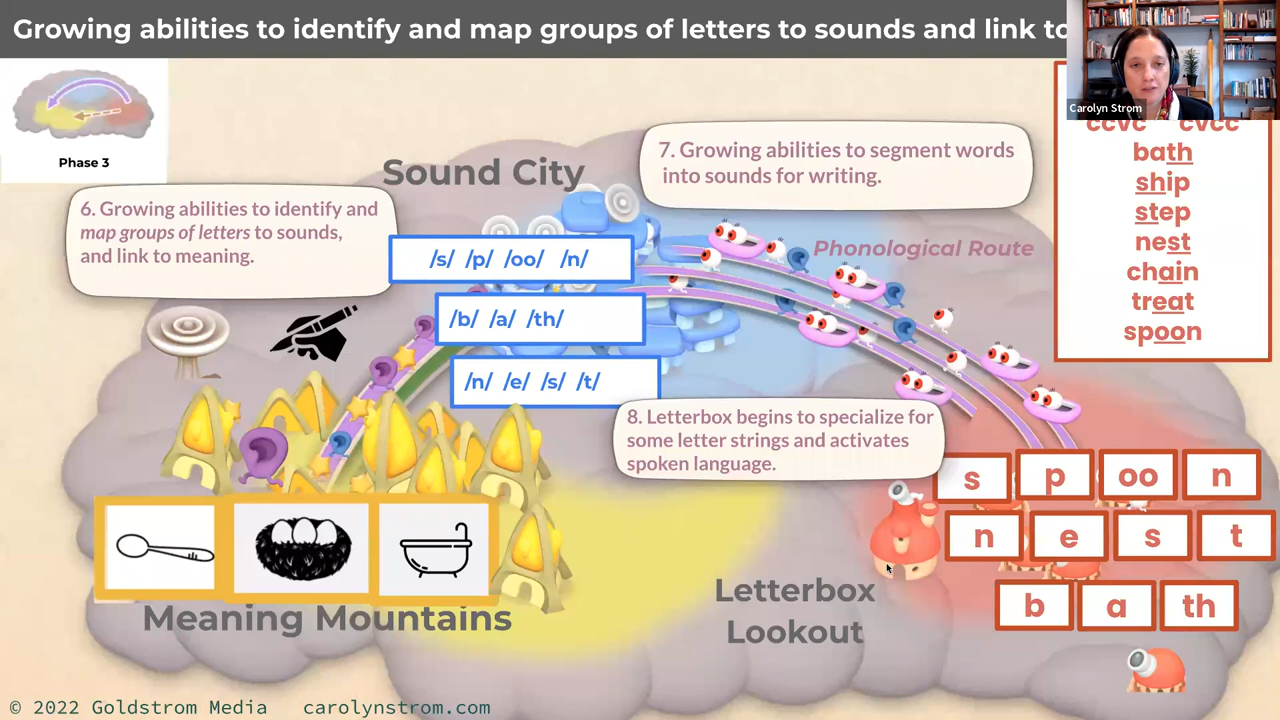 Growing abilities to identify and map groups of letters to sounds and link to
Carolyn Strom
Phase 3
Sound City
7. Growing abilities to segment words
into sounds for writing.
6. Growing abilities to identify and
map groups of letters to sounds,
and link to meaning.
Phonological Route
/s/ /p/ /oo/ /n/
/b/ /a/ /th/
/n/ /e/ /s/ /t/
ccvc cvcc
bath
ship
step
nest
chain
treat
spoon
8. Letterbox begins to specialize for
some letter strings and activates
spoken language.
s p oo n
n e s t
b a th
Meaning Mountains
Letterbox
Lookout
© 2022 Goldstrom Media carolynstrom.com